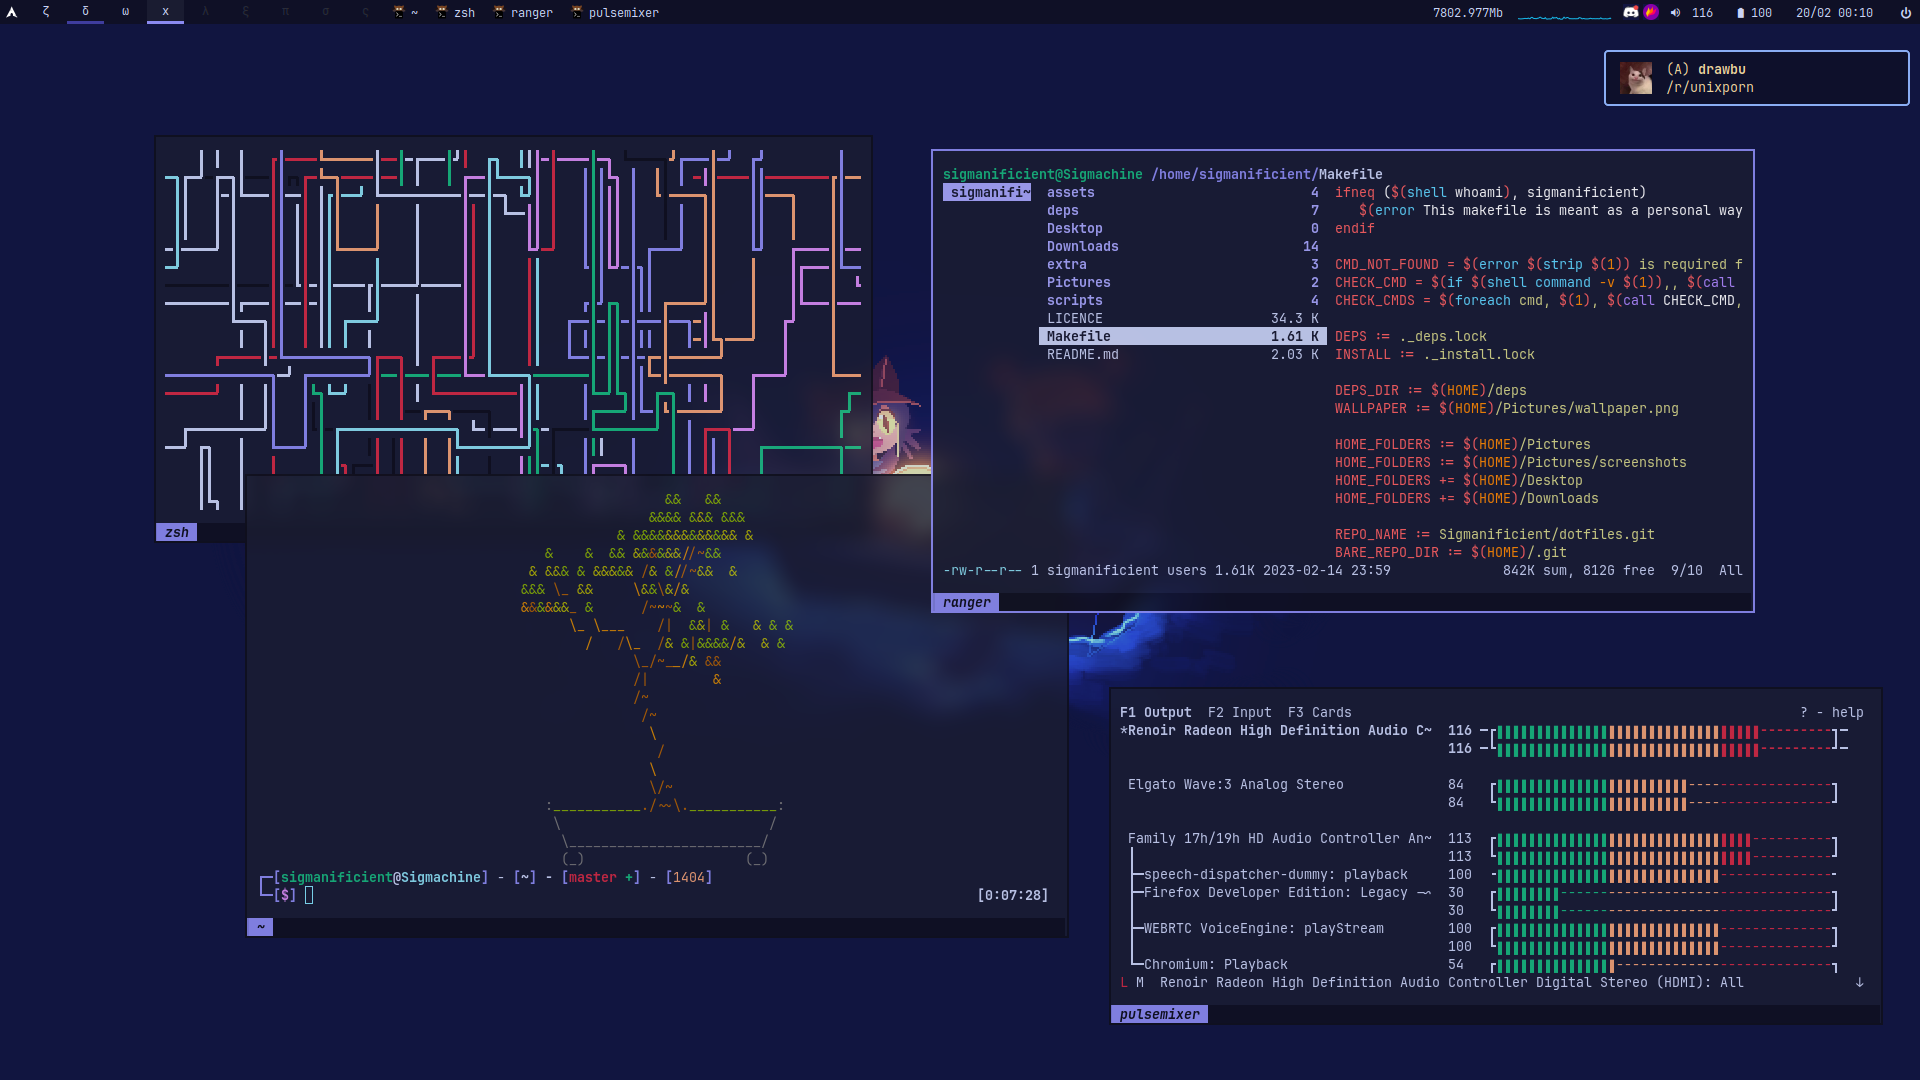 ζ δ ω x λ ξ π σ ς ~ zsh ranger pulsemixer 7802.977Mb 116 100 20/02 00:10
(A) drawbu
/r/unixporn
zsh
&& &&
&&&& &&& &&&
& &&&&&&&&&&&&& &
& & && &&&&&&//~&&
& &&& & &&&&& /& &//~&& &
&&& \_ && \&&\&/&
&&&&&&_ & /~~~& &
\_ \___ /| &&| & & & &
/ /\_ /& &|&&&&/& & &
\_/~__/& &&
/| &
/~
/~
\
/
\
\/~
:___________./~~\.___________:
\ /
\________________________/
(_) (_)
┌─[sigmanificient@Sigmachine] - [~] - [master +] - [1404]
└─[$] [0:07:28]
~
sigmanificient@Sigmachine /home/sigmanificient/Makefile
sigmanifi~
assets 4
deps 7
Desktop 0
Downloads 14
extra 3
Pictures 2
scripts 4
LICENCE 34.3 K
Makefile 1.61 K
README.md 2.03 K
ifneq ($(shell whoami), sigmanificient)
$(error This makefile is meant as a personal way
endif
CMD_NOT_FOUND = $(error $(strip $(1)) is required f
CHECK_CMD = $(if $(shell command -v $(1)),, $(call
CHECK_CMDS = $(foreach cmd, $(1), $(call CHECK_CMD,
DEPS := ._deps.lock
INSTALL := ._install.lock
DEPS_DIR := $(HOME)/deps
WALLPAPER := $(HOME)/Pictures/wallpaper.png
HOME_FOLDERS := $(HOME)/Pictures
HOME_FOLDERS := $(HOME)/Pictures/screenshots
HOME_FOLDERS += $(HOME)/Desktop
HOME_FOLDERS += $(HOME)/Downloads
REPO_NAME := Sigmanificient/dotfiles.git
BARE_REPO_DIR := $(HOME)/.git
-rw-r--r-- 1 sigmanificient users 1.61K 2023-02-14 23:59 842K sum, 812G free 9/10 All
ranger
F1 Output F2 Input F3 Cards ? - help
*Renoir Radeon High Definition Audio C~ 116
116
Elgato Wave:3 Analog Stereo 84
84
Family 17h/19h HD Audio Controller An~ 113
113
speech-dispatcher-dummy: playback 100
Firefox Developer Edition: Legacy ~~ 30
30
WEBRTC VoiceEngine: playStream 100
100
Chromium: Playback 54
L M Renoir Radeon High Definition Audio Controller Digital Stereo (HDMI): All ↓
pulsemixer